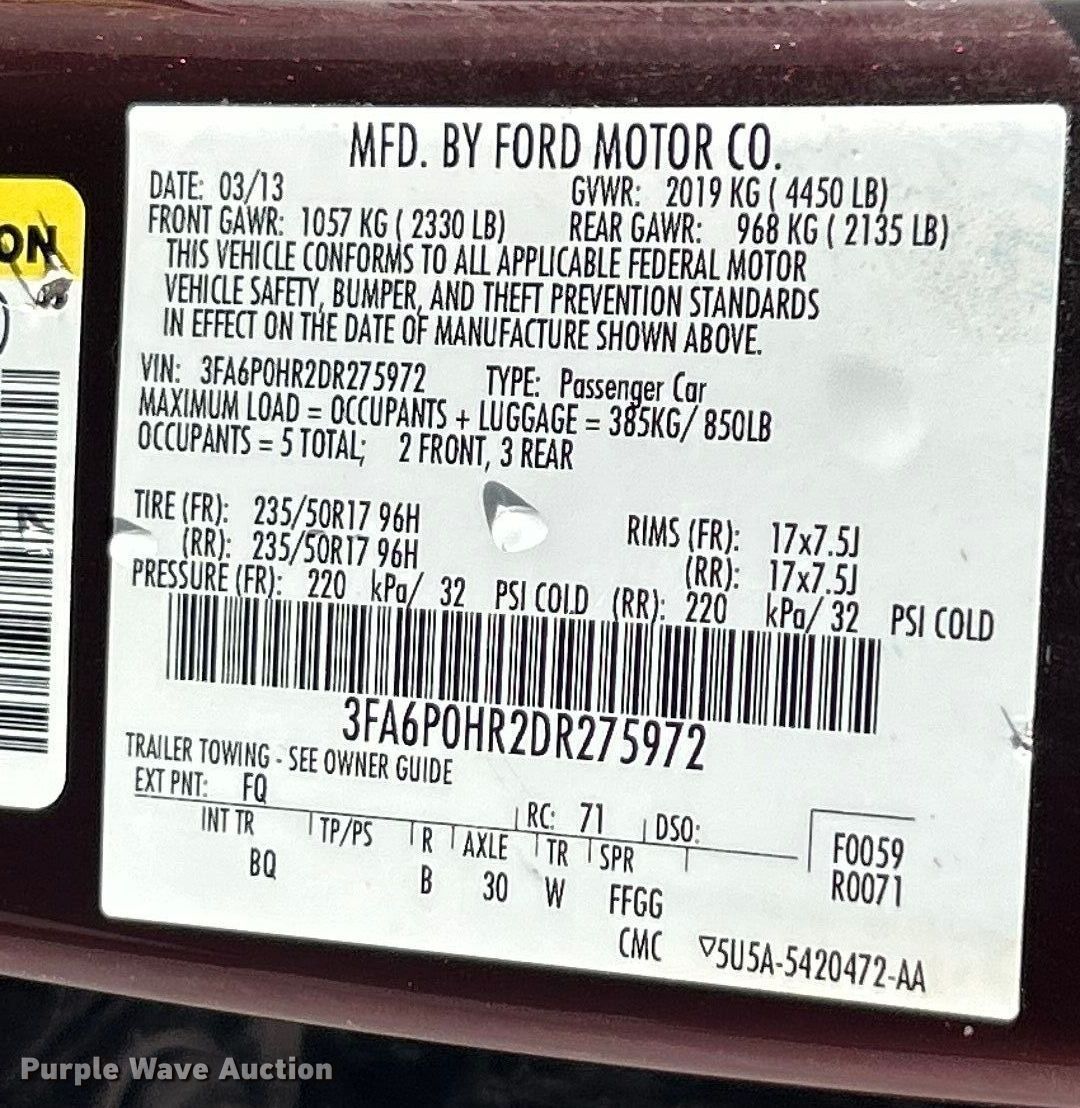 MFD. BY FORD MOTOR CO.
DATE: 03/13 GVWR: 2019 KG ( 4450 LB)
FRONT GAWR: 1057 KG ( 2330 LB) REAR GAWR: 968 KG ( 2135 LB)
THIS VEHICLE CONFORMS TO ALL APPLICABLE FEDERAL MOTOR
VEHICLE SAFETY, BUMPER, AND THEFT PREVENTION STANDARDS
IN EFFECT ON THE DATE OF MANUFACTURE SHOWN ABOVE.
VIN: 3FA6P0HR2DR275972 TYPE: Passenger Car
MAXIMUM LOAD = OCCUPANTS + LUGGAGE = 385KG/ 850LB
OCCUPANTS = 5 TOTAL; 2 FRONT, 3 REAR
TIRE (FR): 235/50R17 96H RIMS (FR): 17x7.5J
(RR): 235/50R17 96H (RR): 17x7.5J
PRESSURE (FR): 220 kPa/ 32 PSI COLD (RR): 220 kPa/ 32 PSI COLD
3FA6P0HR2DR275972
TRAILER TOWING - SEE OWNER GUIDE
EXT PNT: FQ RC: 71 DSO:
INT TR TP/PS R AXLE TR SPR
BQ B 30 W FFGG
F0059
R0071
CMC ▽5U5A-5420472-AA
ON
Purple Wave Auction